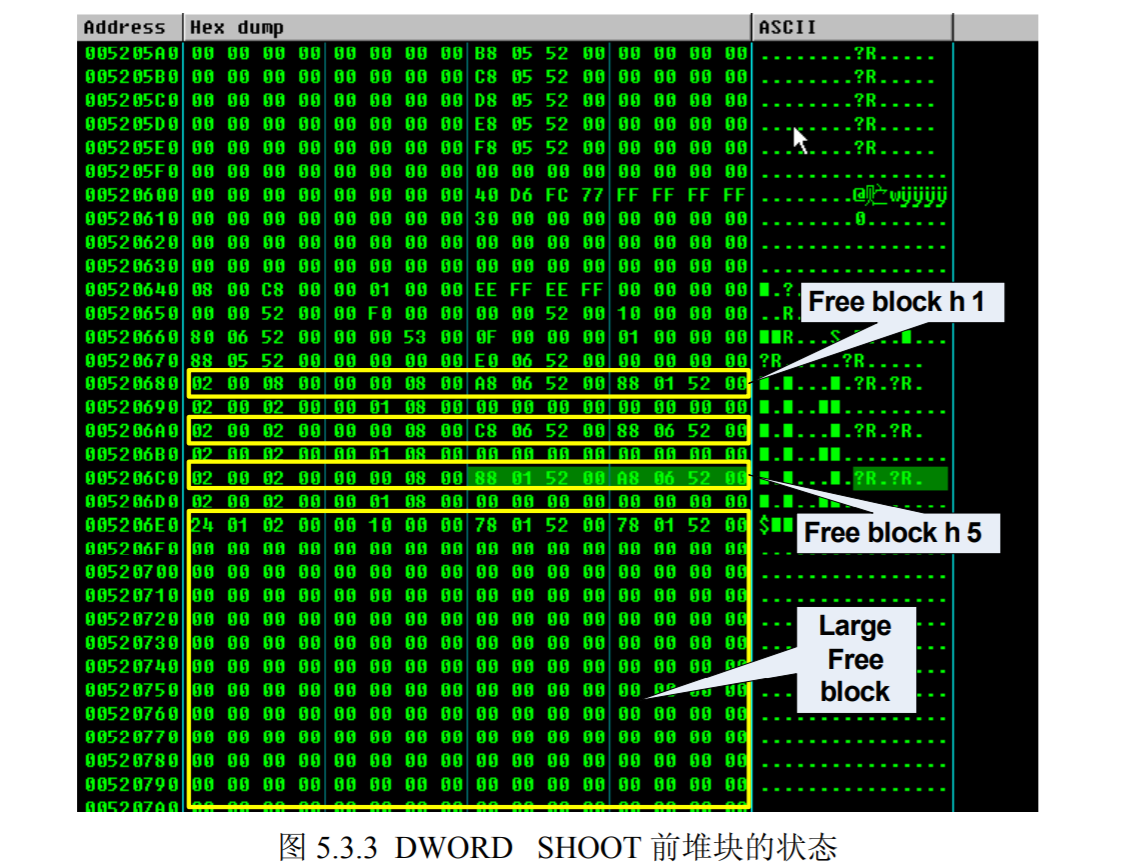 Address Hex dump ASCII
005205A0 00 00 00 00 00 00 00 00 B8 05 52 00 00 00 00 00 ........?R.....
005205B0 00 00 00 00 00 00 00 00 C8 05 52 00 00 00 00 00 ........?R.....
005205C0 00 00 00 00 00 00 00 00 D8 05 52 00 00 00 00 00 ........?R.....
005205D0 00 00 00 00 00 00 00 00 E8 05 52 00 00 00 00 00 ........?R.....
005205E0 00 00 00 00 00 00 00 00 F8 05 52 00 00 00 00 00 ........?R.....
005205F0 00 00 00 00 00 00 00 00 00 00 00 00 00 00 00 00 ................
00520600 00 00 00 00 00 00 00 00 40 D6 FC 77 FF FF FF FF ........@贮wÿÿÿÿ
00520610 00 00 00 00 00 00 00 00 30 00 00 00 00 00 00 00 ........0.......
00520620 00 00 00 00 00 00 00 00 00 00 00 00 00 00 00 00 ................
00520630 00 00 00 00 00 00 00 00 00 00 00 00 00 00 00 00 ................
00520640 08 00 C8 00 00 01 00 00 EE FF EE FF 00 00 00 00 ■.?.
00520650 00 00 52 00 00 F0 00 00 00 00 52 00 10 00 00 00 ..R.
Free block h 1
00520660 80 06 52 00 00 00 53 00 0F 00 00 00 01 00 00 00 ■■R...S.
00520670 88 05 52 00 00 00 00 00 E0 06 52 00 00 00 00 00 ?R.....?R.....
00520680 02 00 08 00 00 00 08 00 A8 06 52 00 88 01 52 00 ■.■...■.?R.?R.
00520690 02 00 02 00 00 01 08 00 00 00 00 00 00 00 00 00 ■.■..■■.........
005206A0 02 00 02 00 00 00 08 00 C8 06 52 00 88 06 52 00 ■.■...■.?R.?R.
005206B0 02 00 02 00 00 01 08 00 00 00 00 00 00 00 00 00 ■.■..■■.........
005206C0 02 00 02 00 00 00 08 00 88 01 52 00 A8 06 52 00 ■.■...■.?R.?R.
005206D0 02 00 02 00 00 01 08 00 00 00 00 00 00 00 00 00
005206E0 24 01 02 00 00 10 00 00 78 01 52 00 78 01 52 00 $■■
Free block h 5
005206F0 00 00 00 00 00 00 00 00 00 00 00 00 00 00 00 00
00520700 00 00 00 00 00 00 00 00 00 00 00 00 00 00 00 00 ................
00520710 00 00 00 00 00 00 00 00 00 00 00 00 00 00 00 00 ................
00520720 00 00 00 00 00 00 00 00 00 00 00 00 00 00 00 00
00520730 00 00 00 00 00 00 00 00 00 00 00 00 00 00 00 00
00520740 00 00 00 00 00 00 00 00 00 00 00 00 00 00 00 00
Large
Free
block
00520750 00 00 00 00 00 00 00 00 00 00 00 00 00 00 00 00
00520760 00 00 00 00 00 00 00 00 00 00 00 00 00 00 00 00 ................
00520770 00 00 00 00 00 00 00 00 00 00 00 00 00 00 00 00 ................
00520780 00 00 00 00 00 00 00 00 00 00 00 00 00 00 00 00 ................
00520790 00 00 00 00 00 00 00 00 00 00 00 00 00 00 00 00 ................
005207A0
图 5.3.3 DWORD SHOOT 前堆块的状态